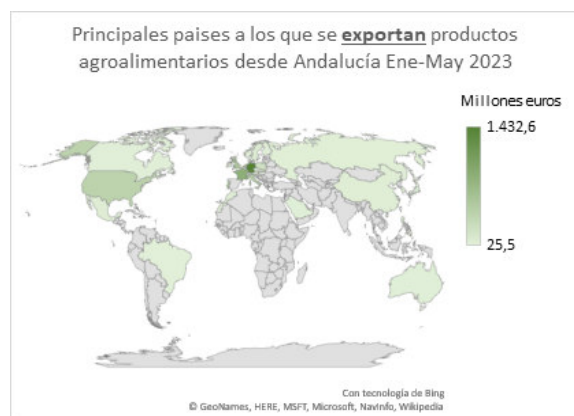 Principales paises a los que se exportan productos
agroalimentarios desde Andalucía Ene-May 2023
Millones euros
1.432,6
25,5
Con tecnología de Bing
© GeoNames, HERE, MSFT, Microsoft, NavInfo, Wikipedia